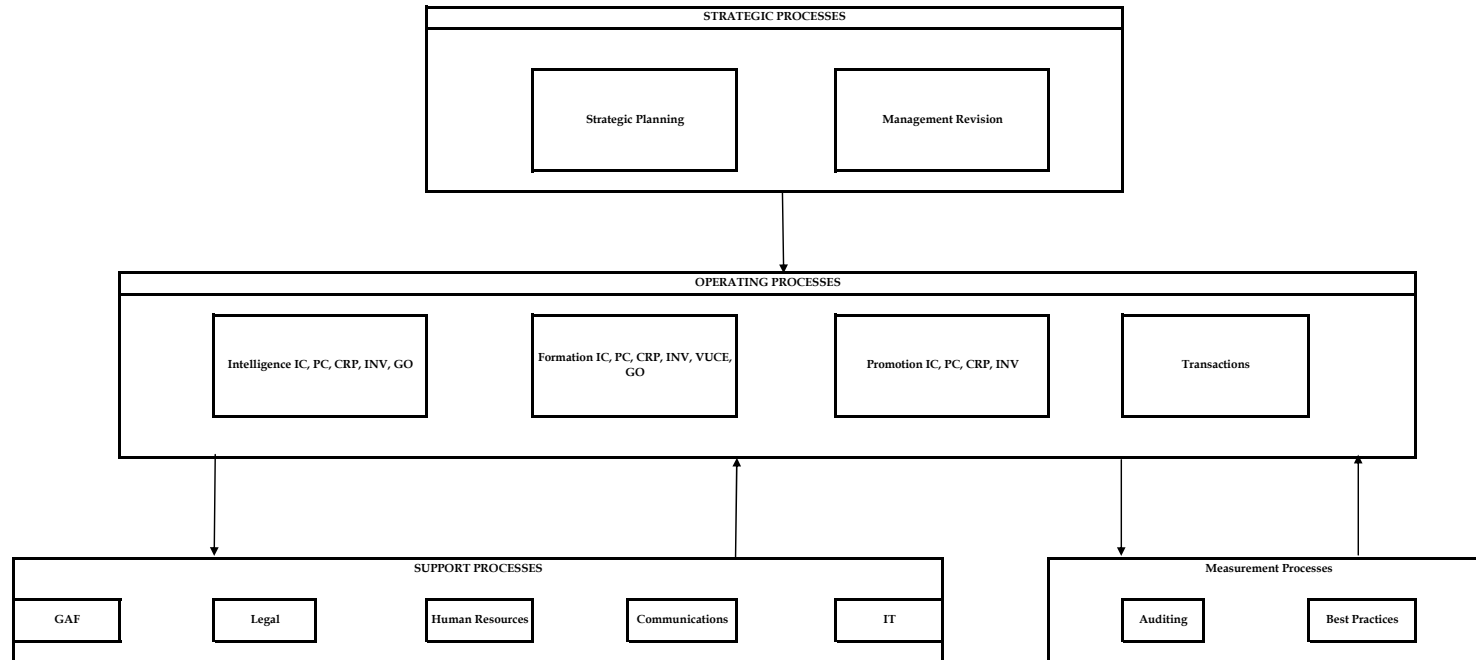 STRATEGIC PROCESSES
Strategic Planning
Management Revision
OPERATING PROCESSES
Intelligence IC, PC, CRP, INV, GO
Formation IC, PC, CRP, INV, VUCE,
GO
Promotion IC, PC, CRP, INV
Transactions
SUPPORT PROCESSES
GAF
Legal
Human Resources
Communications
IT
Measurement Processes
Auditing
Best Practices